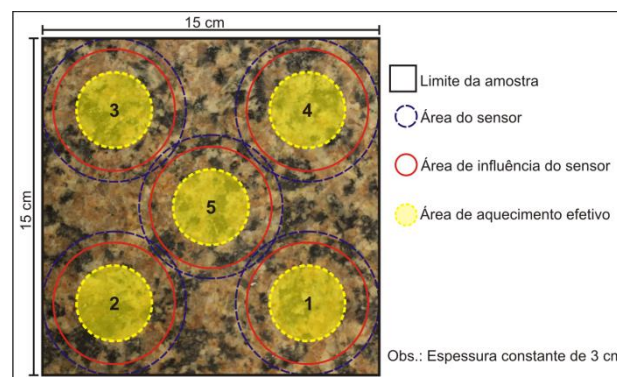 15 cm
15 cm
3
4
5
2
1
Limite da amostra
Área do sensor
Área de influência do sensor
Área de aquecimento efetivo
Obs.: Espessura constante de 3 cm